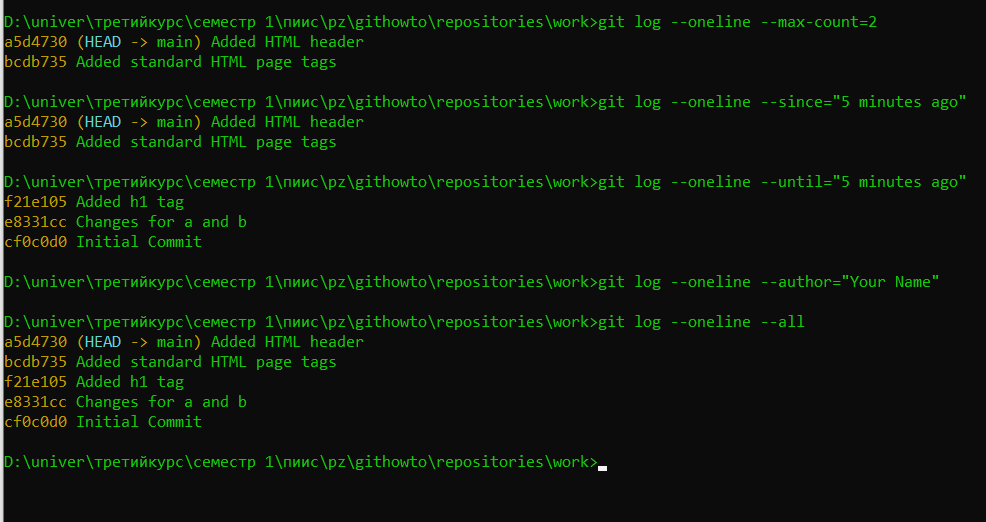 D:\univer\третийкурс\семестр 1\пиис\pz\githowto\repositories\work>git log --oneline --max-count=2
a5d4730 (HEAD -> main) Added HTML header
bcdb735 Added standard HTML page tags
D:\univer\третийкурс\семестр 1\пиис\pz\githowto\repositories\work>git log --oneline --since="5 minutes ago"
a5d4730 (HEAD -> main) Added HTML header
bcdb735 Added standard HTML page tags
D:\univer\третийкурс\семестр 1\пиис\pz\githowto\repositories\work>git log --oneline --until="5 minutes ago"
f21e105 Added h1 tag
e8331cc Changes for a and b
cf0c0d0 Initial Commit
D:\univer\третийкурс\семестр 1\пиис\pz\githowto\repositories\work>git log --oneline --author="Your Name"
D:\univer\третийкурс\семестр 1\пиис\pz\githowto\repositories\work>git log --oneline --all
a5d4730 (HEAD -> main) Added HTML header
bcdb735 Added standard HTML page tags
f21e105 Added h1 tag
e8331cc Changes for a and b
cf0c0d0 Initial Commit
D:\univer\третийкурс\семестр 1\пиис\pz\githowto\repositories\work>